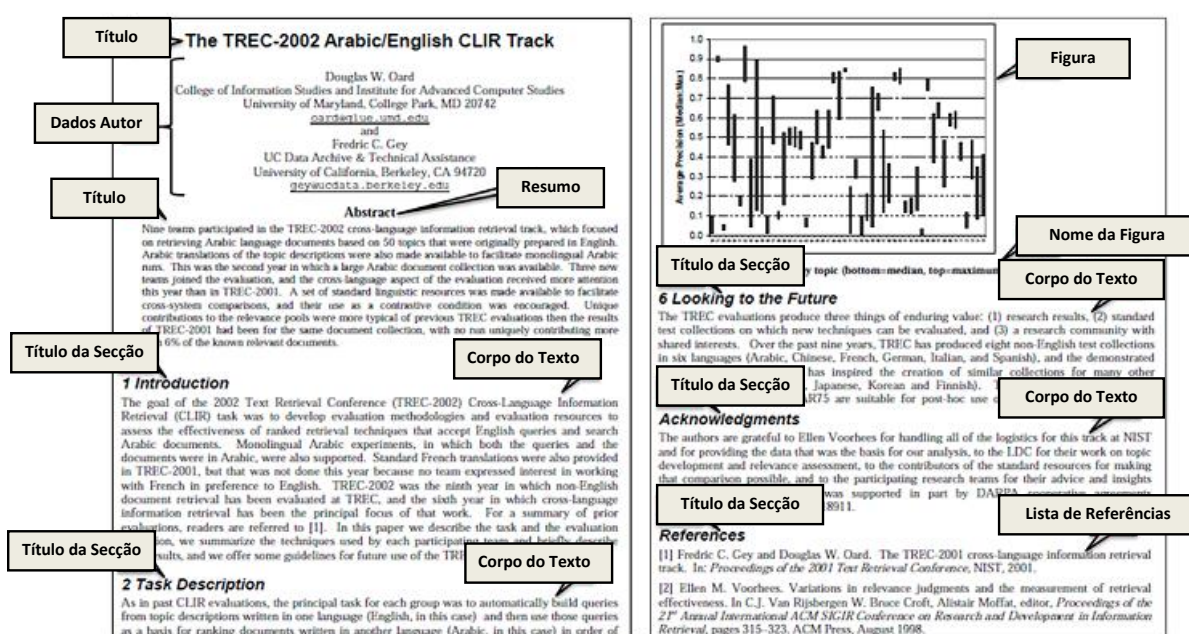 Título
The TREC-2002 Arabic/English CLIR Track
Dados Autor
Douglas W. Oard
College of Information Studies and Institute for Advanced Computer Studies
University of Maryland, College Park, MD 20742
oard@glue.umd.edu
and
Fredric C. Gey
UC Data Archive & Technical Assistance
University of California, Berkeley, CA 94720
gey@ucdata.berkeley.edu
Título
Resumo
Abstract
Nine teams participated in the TREC-2002 cross-language information retrieval track, which focused
on retrieving Arabic language documents based on 50 topics that were originally prepared in English.
Arabic translations of the topic descriptions were also made available to facilitate monolingual Arabic
runs. This was the second year in which a large Arabic document collection was available. Three new
teams joined the evaluation, and the cross-language aspect of the evaluation received more attention
this year than in TREC-2001. A set of standard linguistic resources was made available to facilitate
cross-system comparisons, and their use as a contrastive condition was encouraged. Unique
contributions to the relevance pools were more typical of previous TREC evaluations then the results
of TREC-2001 had been for the same document collection, with no run uniquely contributing more
6% of the known relevant documents.
Título da Secção
Corpo do Texto
1 Introduction
The goal of the 2002 Text Retrieval Conference (TREC-2002) Cross-Language Information
Retrieval (CLIR) task was to develop evaluation methodologies and evaluation resources to
assess the effectiveness of ranked retrieval techniques that accept English queries and search
Arabic documents. Monolingual Arabic experiments, in which both the queries and the
documents were in Arabic, were also supported. Standard French translations were also provided
in TREC-2001, but that was not done this year because no team expressed interest in working
with French in preference to English. TREC-2002 was the ninth year in which non-English
document retrieval has been evaluated at TREC, and the sixth year in which cross-language
information retrieval has been the principal focus of that work. For a summary of prior
evaluations, readers are referred to [1]. In this paper we describe the task and the evaluation
we summarize the techniques used by each participating team and briefly describe
and we offer some guidelines for future use of the
Título da Secção
Corpo do Texto
2 Task Description
As in past CLIR evaluations, the principal task for each group was to automatically build queries
from topic descriptions written in one language (English, in this case) and then use those queries
as a basis for ranking documents written in another language (Arabic, in this case) in order of
Figura
Average Precision (Median:Max)
1.0
0.9
0.8
0.7
0.6
0.5
0.4
0.3
0.2
0.1
0.0
Nome da Figura
topic (bottom=median, top=maximum
Título da Secção
Corpo do Texto
6 Looking to the Future
The TREC evaluations produce three things of enduring value: (1) research results, (2) standard
test collections on which new techniques can be evaluated, and (3) a research community with
shared interests. Over the past nine years, TREC has produced eight non-English test collections
in six languages (Arabic, Chinese, French, German, Italian, and Spanish), and the demonstrated
has inspired the creation of similar collections for many other
Japanese, Korean and Finnish).
are suitable for post-hoc use
Título da Secção
Corpo do Texto
Acknowledgments
The authors are grateful to Ellen Voorhees for handling all of the logistics for this track at NIST
and for providing the data that was the basis for our analysis, to the LDC for their work on topic
development and relevance assessment, to the contributors of the standard resources for making
that comparison possible, and to the participating research teams for their advice and insights
was supported in part by DARPA cooperative agreements
Título da Secção
Lista de Referências
References
[1] Fredric C. Gey and Douglas W. Oard. The TREC-2001 cross-language information retrieval
track. In: Proceedings of the 2001 Text Retrieval Conference, NIST, 2001.
[2] Ellen M. Voorhees. Variations in relevance judgments and the measurement of retrieval
effectiveness. In C.J. Van Rijsbergen W. Bruce Croft, Alistair Moffat, editor, Proceedings of the
21st Annual International ACM SIGIR Conference on Research and Development in Information
Retrieval, pages 315–323. ACM Press, August 1998.